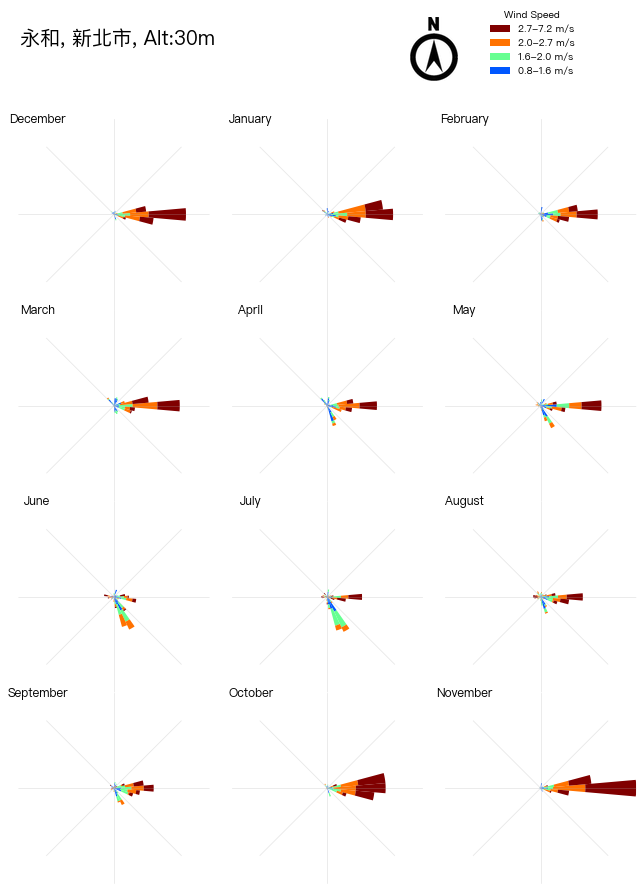 永和, 新北市, Alt:30m
N
Wind Speed
2.7–7.2 m/s
2.0–2.7 m/s
1.6–2.0 m/s
0.8–1.6 m/s
December
January
February
March
April
May
June
July
August
September
October
November